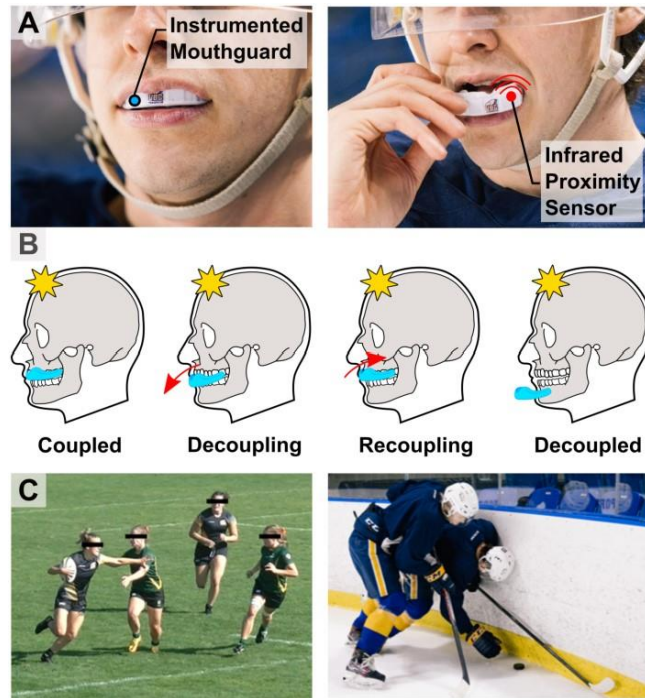 A
Instrumented
Mouthguard
Infrared
Proximity
Sensor
B
Coupled
Decoupling
Recoupling
Decoupled
C